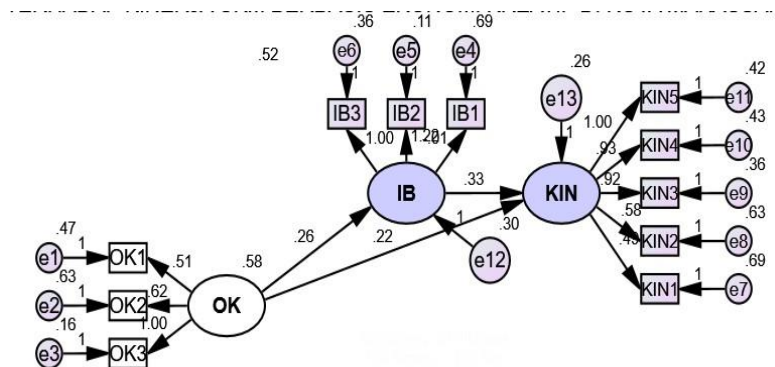 .36 .11 .69
.52 e6 e5 e4
1 1 1 .26 .42
IB3 IB2 IB1 e13 KIN5 1 e11
1.00 1 1.00 .43
KIN4 1 e10
.93 .36
IB .33 KIN .92 KIN3 1 e9
.58 .63
.47 1 .30 KIN2 1 e8
e1 1 OK1 .26 .22 .69
.51 .58 e12 KIN1 1 e7
.63
e2 1 OK2 .62 OK
.16 1.00
e3 1 OK3